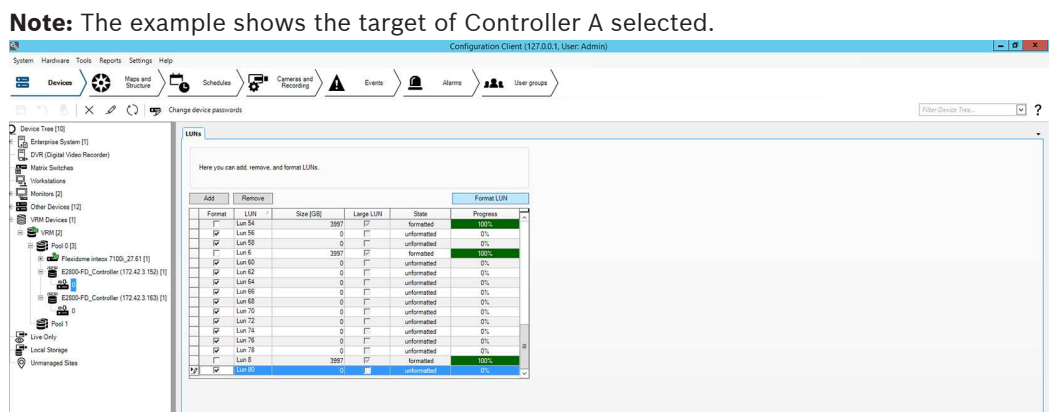 Note: The example shows the target of Controller A selected.
Configuration Client (127.0.0.1, User: Admin)
System Hardware Tools Reports Settings Help
Devices Maps and Structure Schedules Cameras and Recording Events Alarms User groups
Change device passwords Filter Device Tree... ?
Device Tree [10]
Enterprise System [1]
DVR (Digital Video Recorder)
Matrix Switches
Workstations
Monitors [2]
Other Devices [12]
VRM Devices [1]
VRM [2]
Pool 0 [3]
Flexidome inteox 7100i_27.61 [1]
E2800-FD_Controller (172.42.3.152) [1]
0
E2800-FD_Controller (172.42.3.163) [1]
0
Pool 1
Live Only
Local Storage
Unmanaged Sites
LUNs
Here you can add, remove, and format LUNs.
Add Remove Format LUN
Format LUN Size [GB] Large LUN State Progress
Lun 54 3997 formatted 100%
Lun 56 0 unformatted 0%
Lun 58 0 unformatted 0%
Lun 6 3997 formatted 100%
Lun 60 0 unformatted 0%
Lun 62 0 unformatted 0%
Lun 64 0 unformatted 0%
Lun 66 0 unformatted 0%
Lun 68 0 unformatted 0%
Lun 70 0 unformatted 0%
Lun 72 0 unformatted 0%
Lun 74 0 unformatted 0%
Lun 76 0 unformatted 0%
Lun 78 0 unformatted 0%
Lun 8 3997 formatted 100%
Lun 80 0 unformatted 0%